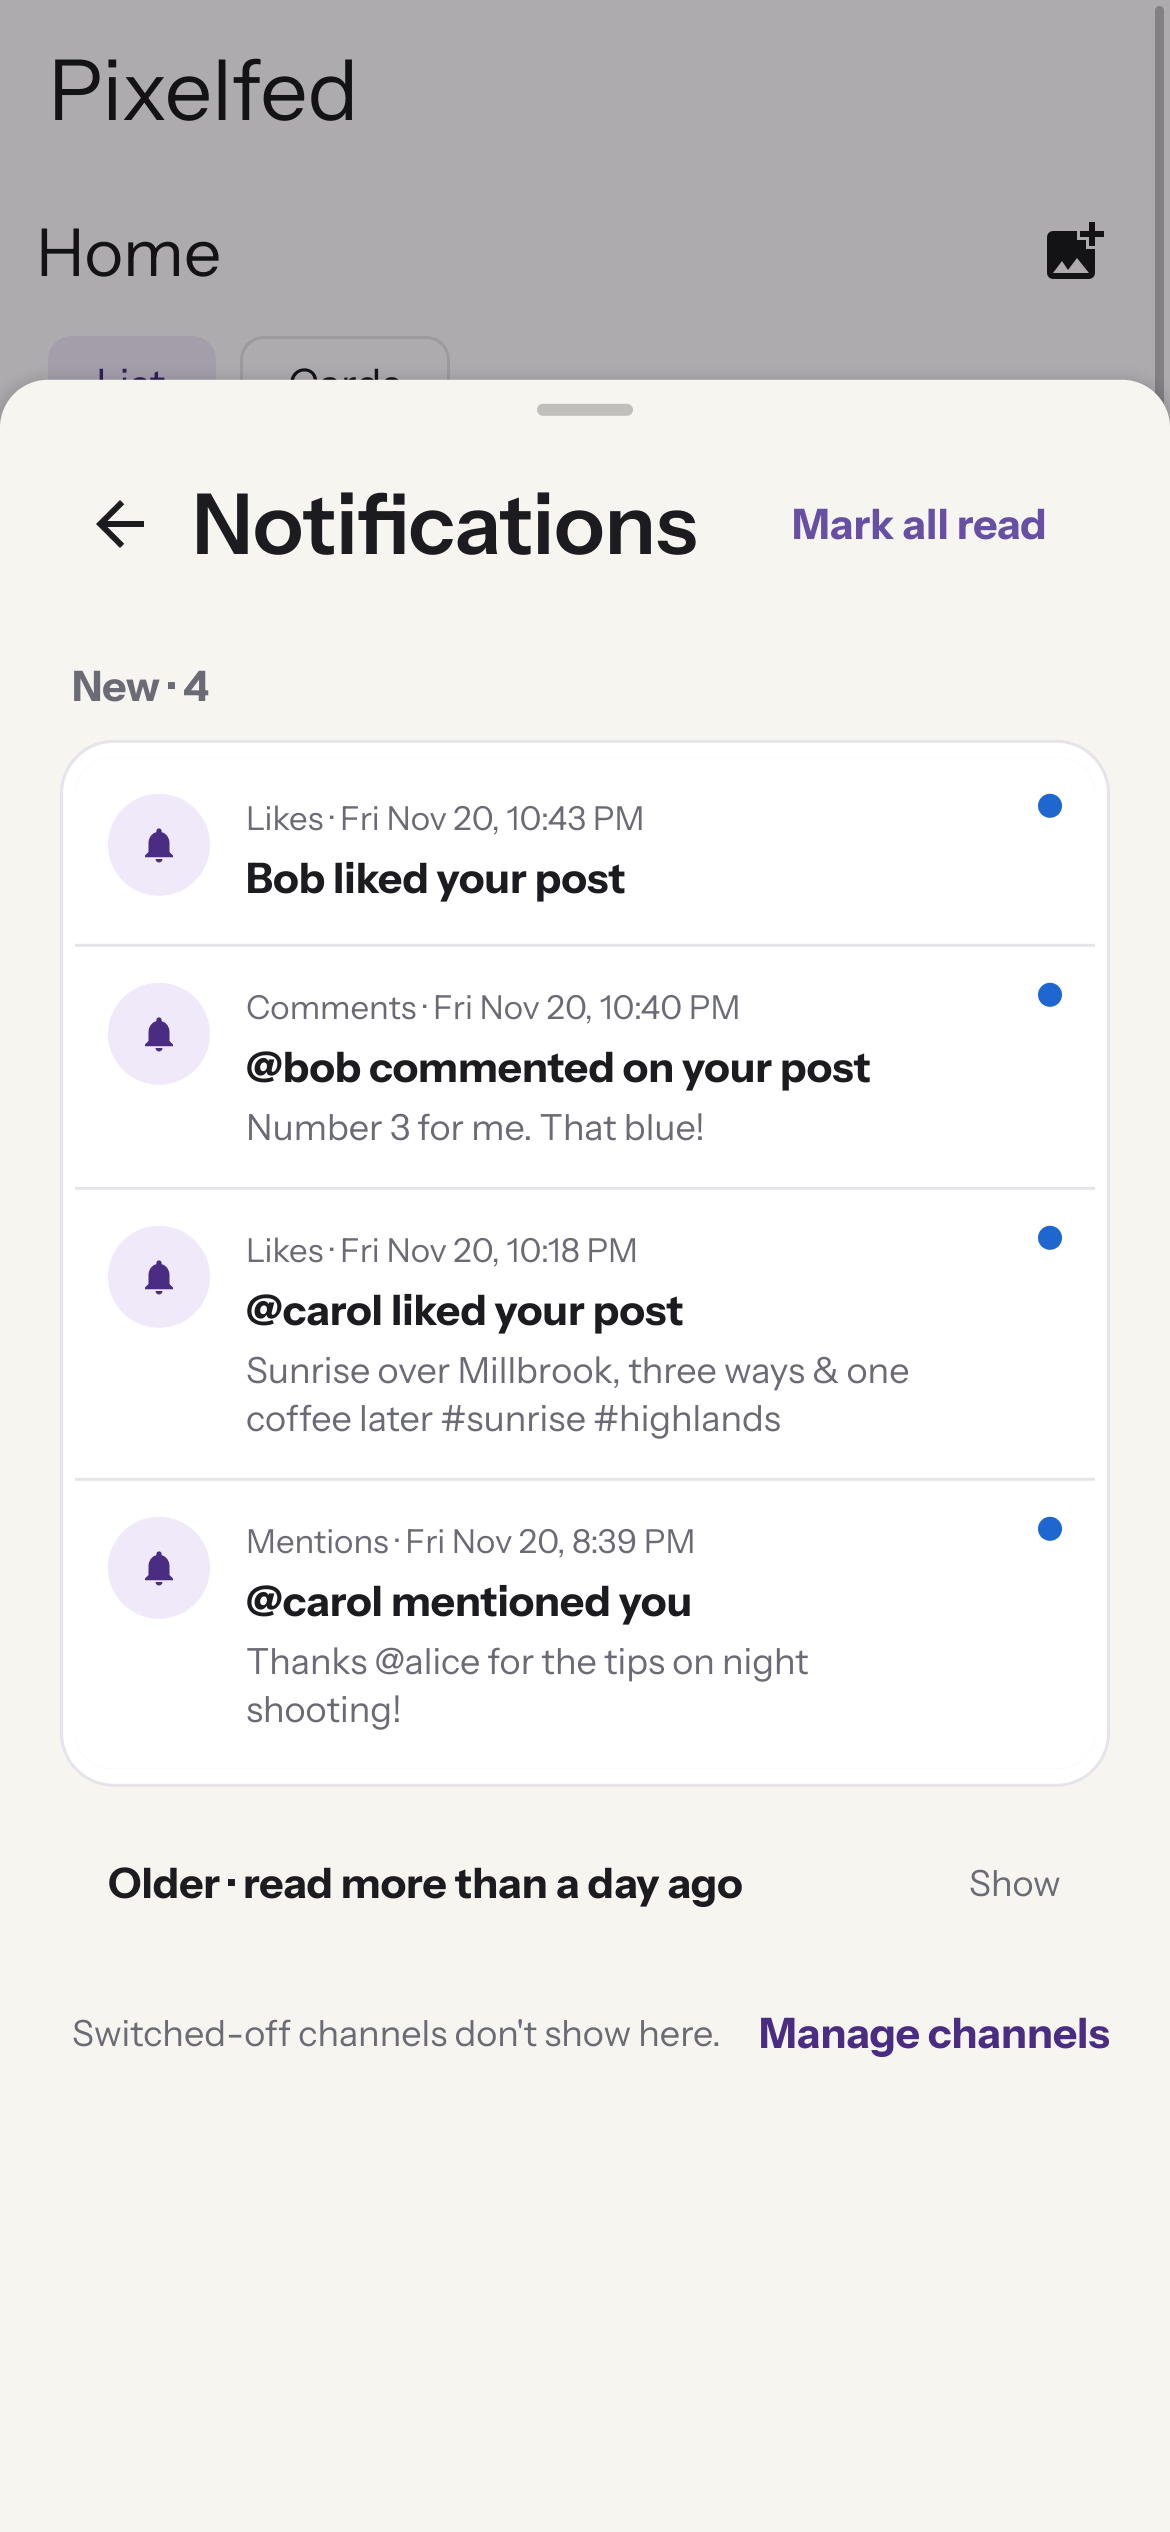 Pixelfed
Home
List
Cards
Notifications
Mark all read
New · 4
Likes · Fri Nov 20, 10:43 PM
Bob liked your post
Comments · Fri Nov 20, 10:40 PM
@bob commented on your post
Number 3 for me. That blue!
Likes · Fri Nov 20, 10:18 PM
@carol liked your post
Sunrise over Millbrook, three ways & one
coffee later #sunrise #highlands
Mentions · Fri Nov 20, 8:39 PM
@carol mentioned you
Thanks @alice for the tips on night
shooting!
Older · read more than a day ago
Show
Switched-off channels don't show here.
Manage channels